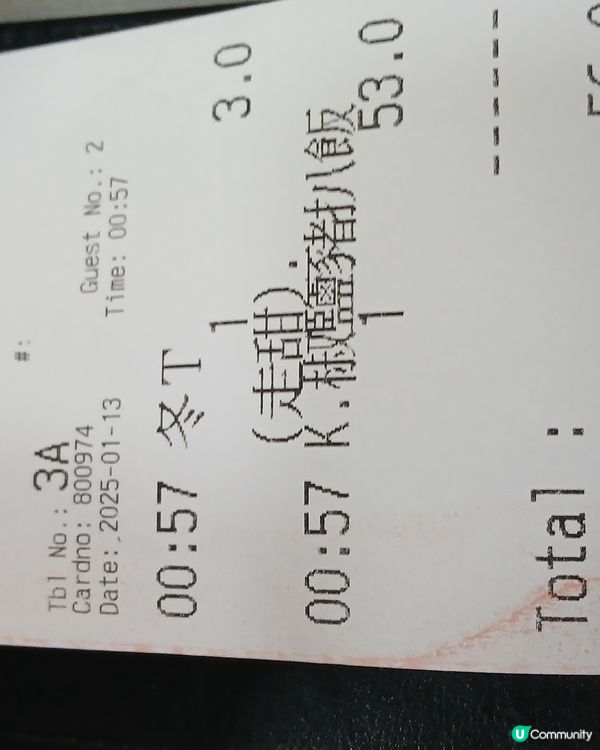 #:
Tbl No.: 3A
Cardno: 800974 Guest No.: 2
Date: 2025-01-13 Time: 00:57
00:57 冬T 1 3.0
(走甜).
00:57 K.椒鹽豬扒飯
1 53.0
-------
Total :
U Community